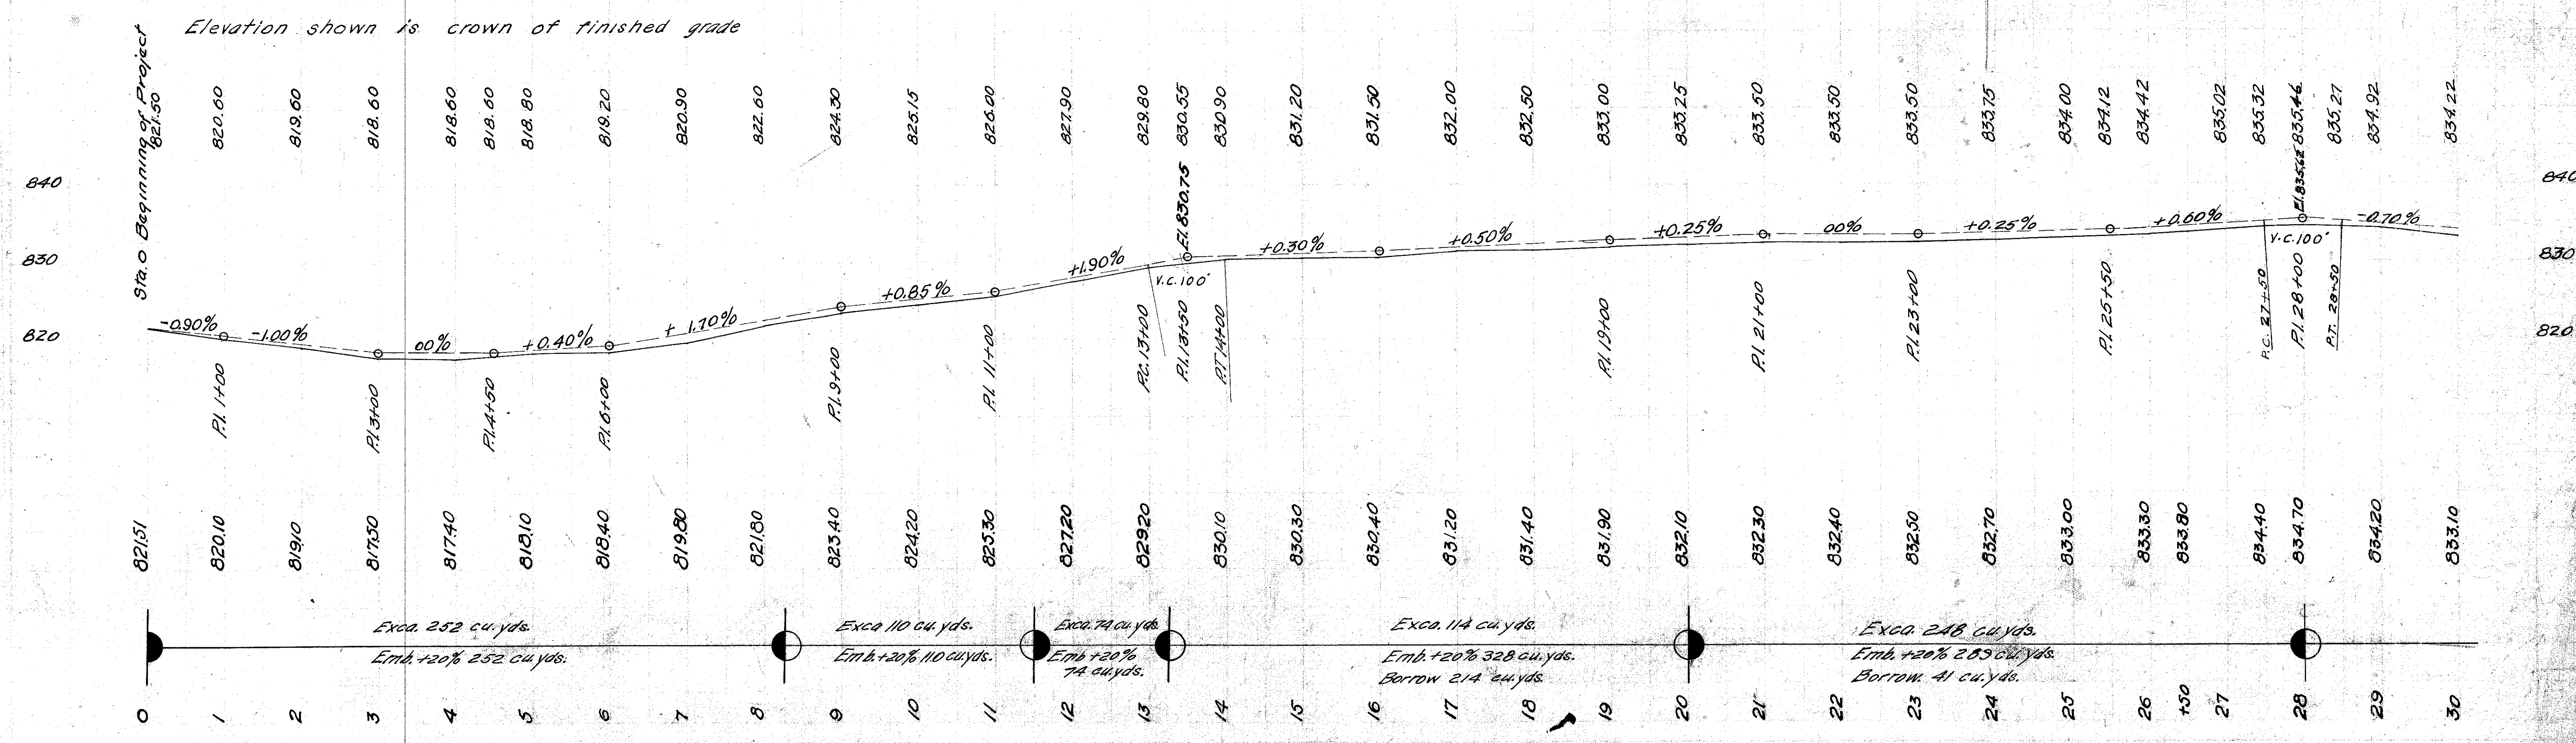 Elevation shown is crown of finished grade
Sta. 0 Beginning of Project
821.50 820.60 819.60 818.60 818.60 818.60 818.80 819.20 820.90 822.60 824.30 825.15 826.00 827.90 829.80 830.55 830.90 831.20 831.50 832.00 832.50 833.00 833.25 833.50 833.50 833.50 833.75 834.00 834.12 834.42 835.02 835.32 835.46 835.27 834.92 834.22
840 840
El. 830.75 El. 835.62
830 830
-0.90% -1.00% 00% +0.40% + 1.70% +0.85% +1.90% +0.30% +0.50% +0.25% 00% +0.25% +0.60% -0.70%
V.C. 100' V.C. 100'
820 820
P.I. 1+00 P.I. 3+00 P.I. 4+50 P.I. 6+00 P.I. 9+00 P.I. 11+00 P.C. 13+00 P.I. 13+50 P.T. 14+00 P.I. 19+00 P.I. 21+00 P.I. 23+00 P.I. 25+50 P.C. 27+50 P.I. 28+00 P.T. 28+50
821.51 820.10 819.10 817.50 817.40 818.10 818.40 819.80 821.80 823.40 824.20 825.30 827.20 829.20 830.10 830.30 830.40 831.20 831.40 831.90 832.10 832.30 832.40 832.50 832.70 833.00 833.30 833.80 834.40 834.70 834.20 833.10
Exca. 252 cu. yds. Exca 110 cu. yds. Exca. 74 cu. yds. Exca. 114 cu. yds. Exca. 248 cu. yds.
Emb. +20% 252 cu. yds. Emb. +20% 110 cu. yds. Emb +20% Emb. +20% 328 cu. yds. Emb. +20% 289 cu. yds.
74 cu. yds. Borrow 214 cu. yds. Borrow. 41 cu. yds.
0 1 2 3 4 5 6 7 8 9 10 11 12 13 14 15 16 17 18 19 20 21 22 23 24 25 26 +50 27 28 29 30